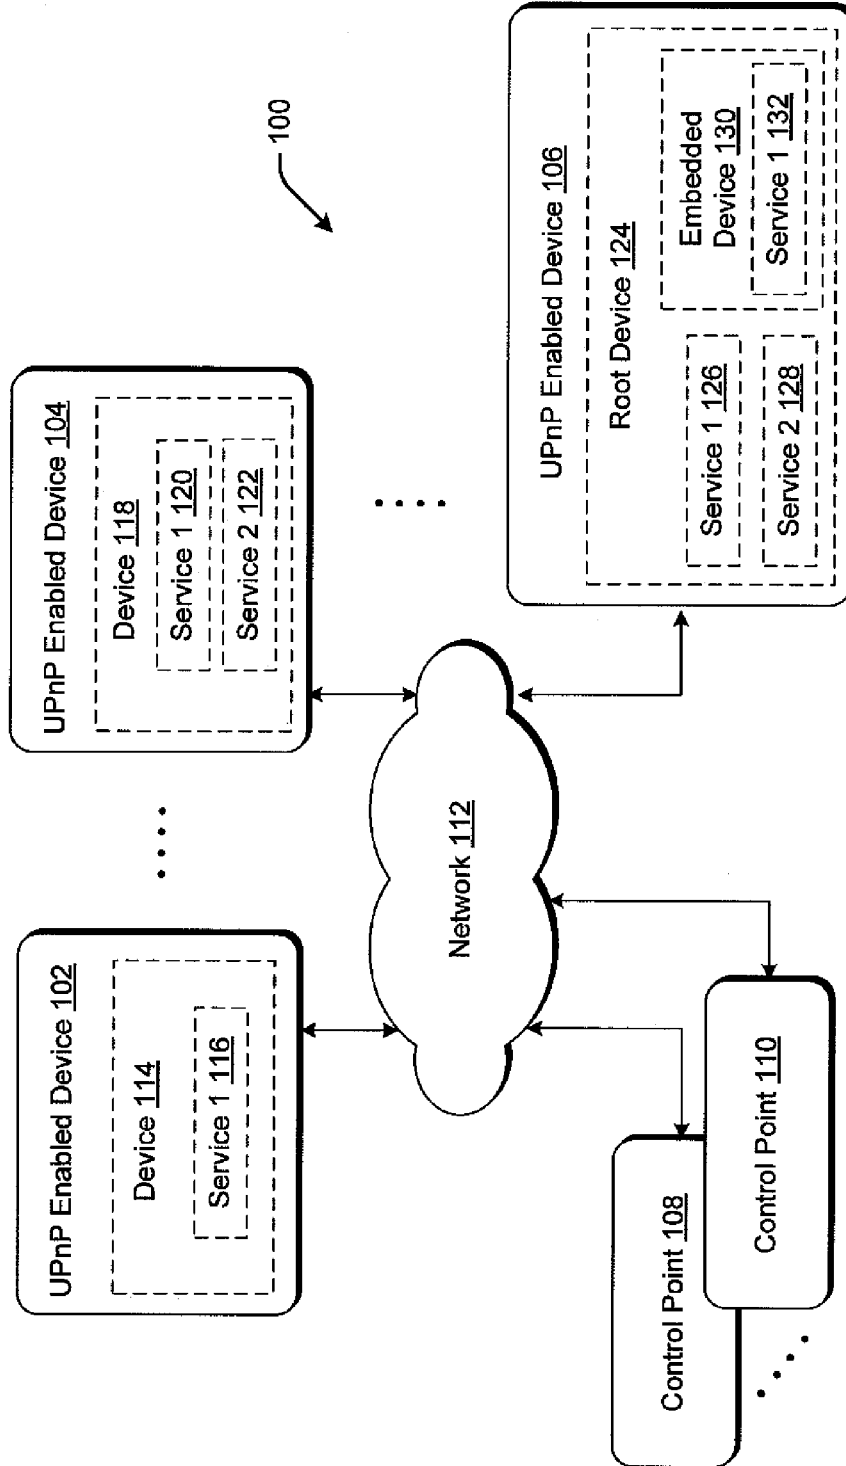 100
UPnP Enabled Device 102
Device 114
Service 1 116
UPnP Enabled Device 104
Device 118
Service 1 120
Service 2 122
Network 112
Control Point 108
Control Point 110
UPnP Enabled Device 106
Root Device 124
Service 1 126
Service 2 128
Embedded
Device 130
Service 1 132